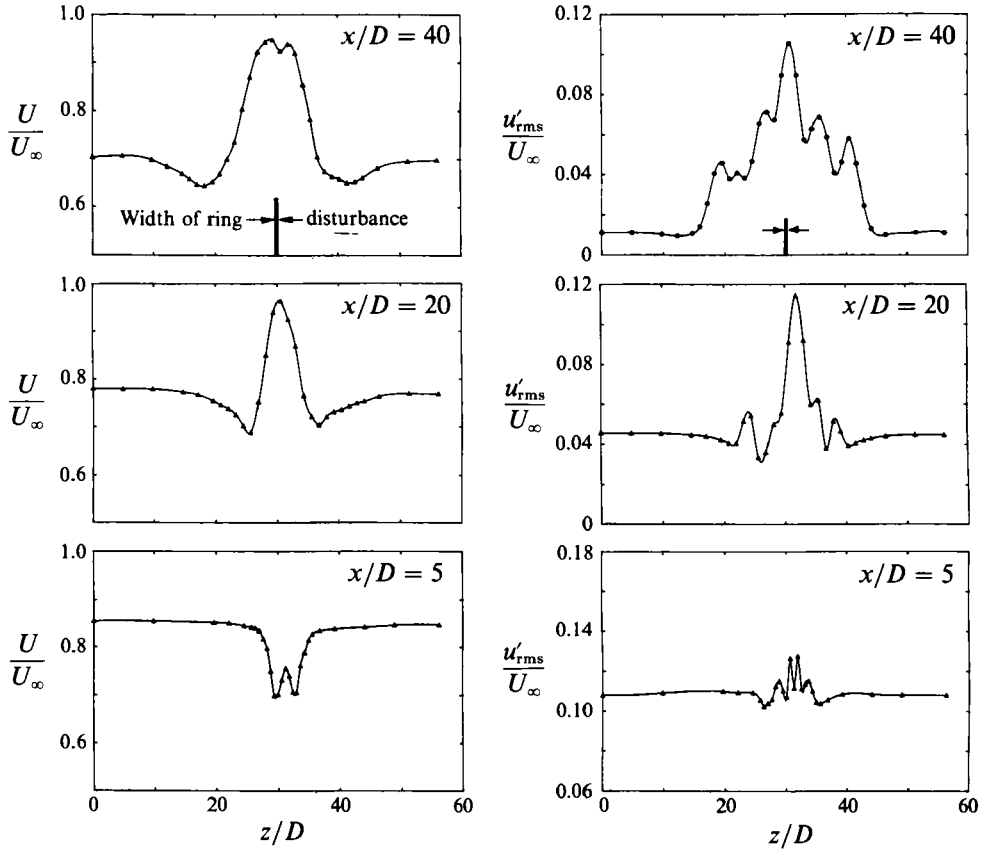 1.0
0.8
0.6
U
U∞
x/D = 40
Width of ring
disturbance
0.12
0.08
0.04
0
u′rms
U∞
x/D = 40
1.0
0.8
0.6
U
U∞
x/D = 20
0.12
0.08
0.04
0
u′rms
U∞
x/D = 20
1.0
0.8
0.6
U
U∞
x/D = 5
0 20 40 60
z/D
0.18
0.14
0.10
0.06
u′rms
U∞
x/D = 5
0 20 40 60
z/D